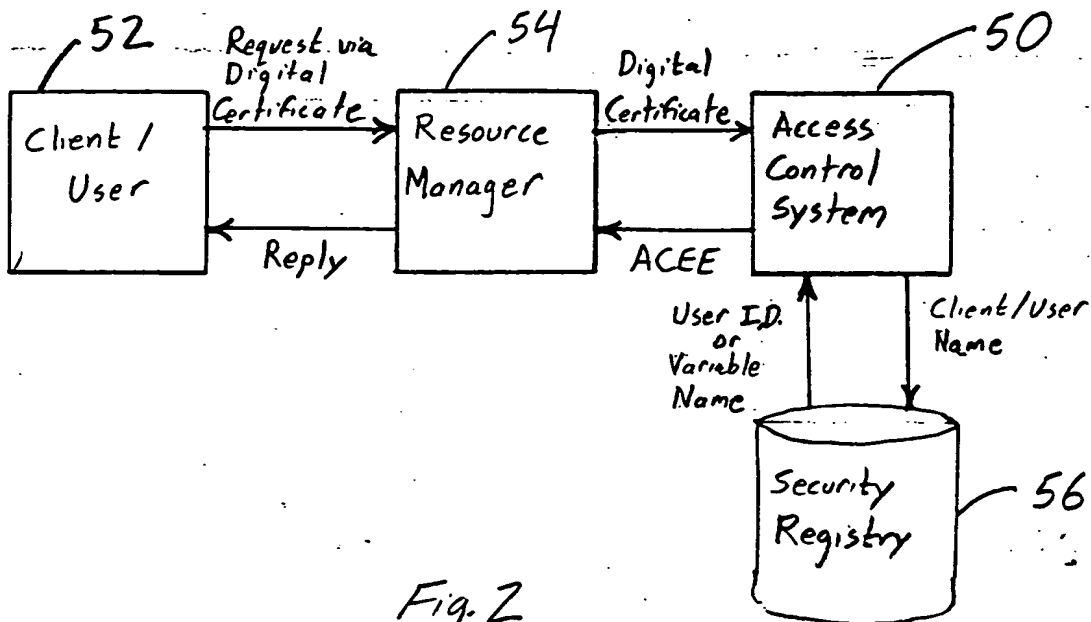 52
Request via
Digital
Certificate
54
Digital
Certificate
50
Client /
User
Resource
Manager
Access
Control
System
Reply
ACEE
User I.D.
or
Variable
Name
Client/User
Name
Security
Registry
56
Fig. 2